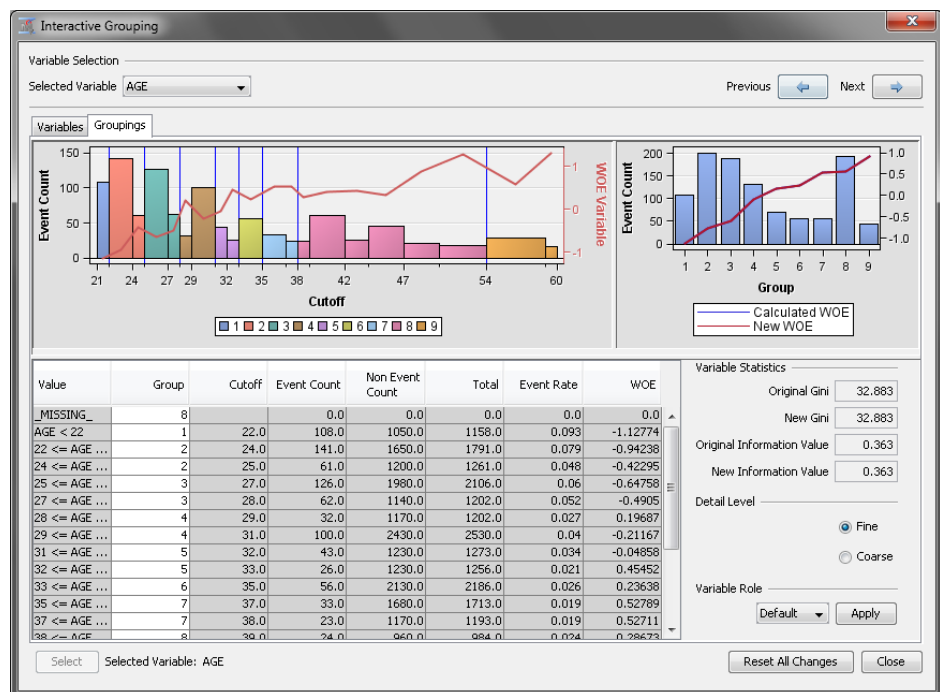 Interactive Grouping
Variable Selection
Selected Variable AGE Previous Next
Variables Groupings
150
100
50
0
Event Count
1
0
-1
WOE Variable
21 24 27 29 32 35 38 42 47 54 60
Cutoff
1 2 3 4 5 6 7 8 9
200
150
100
50
0
Event Count
1.0
0.5
0.0
-0.5
-1.0
1 2 3 4 5 6 7 8 9
Group
Calculated WOE
New WOE
Value Group Cutoff Event Count Non Event Count Total Event Rate WOE
_MISSING_ 8 0.0 0.0 0.0 0.0 0.0
AGE < 22 1 22.0 108.0 1050.0 1158.0 0.093 -1.12774
22 <= AGE ... 2 24.0 141.0 1650.0 1791.0 0.079 -0.94238
24 <= AGE ... 2 25.0 61.0 1200.0 1261.0 0.048 -0.42295
25 <= AGE ... 3 27.0 126.0 1980.0 2106.0 0.06 -0.64758
27 <= AGE ... 3 28.0 62.0 1140.0 1202.0 0.052 -0.4905
28 <= AGE ... 4 29.0 32.0 1170.0 1202.0 0.027 0.19687
29 <= AGE ... 4 31.0 100.0 2430.0 2530.0 0.04 -0.21167
31 <= AGE ... 5 32.0 43.0 1230.0 1273.0 0.034 -0.04858
32 <= AGE ... 5 33.0 26.0 1230.0 1256.0 0.021 0.45452
33 <= AGE ... 6 35.0 56.0 2130.0 2186.0 0.026 0.23638
35 <= AGE ... 7 37.0 33.0 1680.0 1713.0 0.019 0.52789
37 <= AGE ... 7 38.0 23.0 1170.0 1193.0 0.019 0.52711
38 <= AGE 8 39.0 24.0 960.0 984.0 0.024 0.28673
Variable Statistics
Original Gini 32.883
New Gini 32.883
Original Information Value 0.363
New Information Value 0.363
Detail Level
Fine
Coarse
Variable Role
Default Apply
Select Selected Variable: AGE Reset All Changes Close